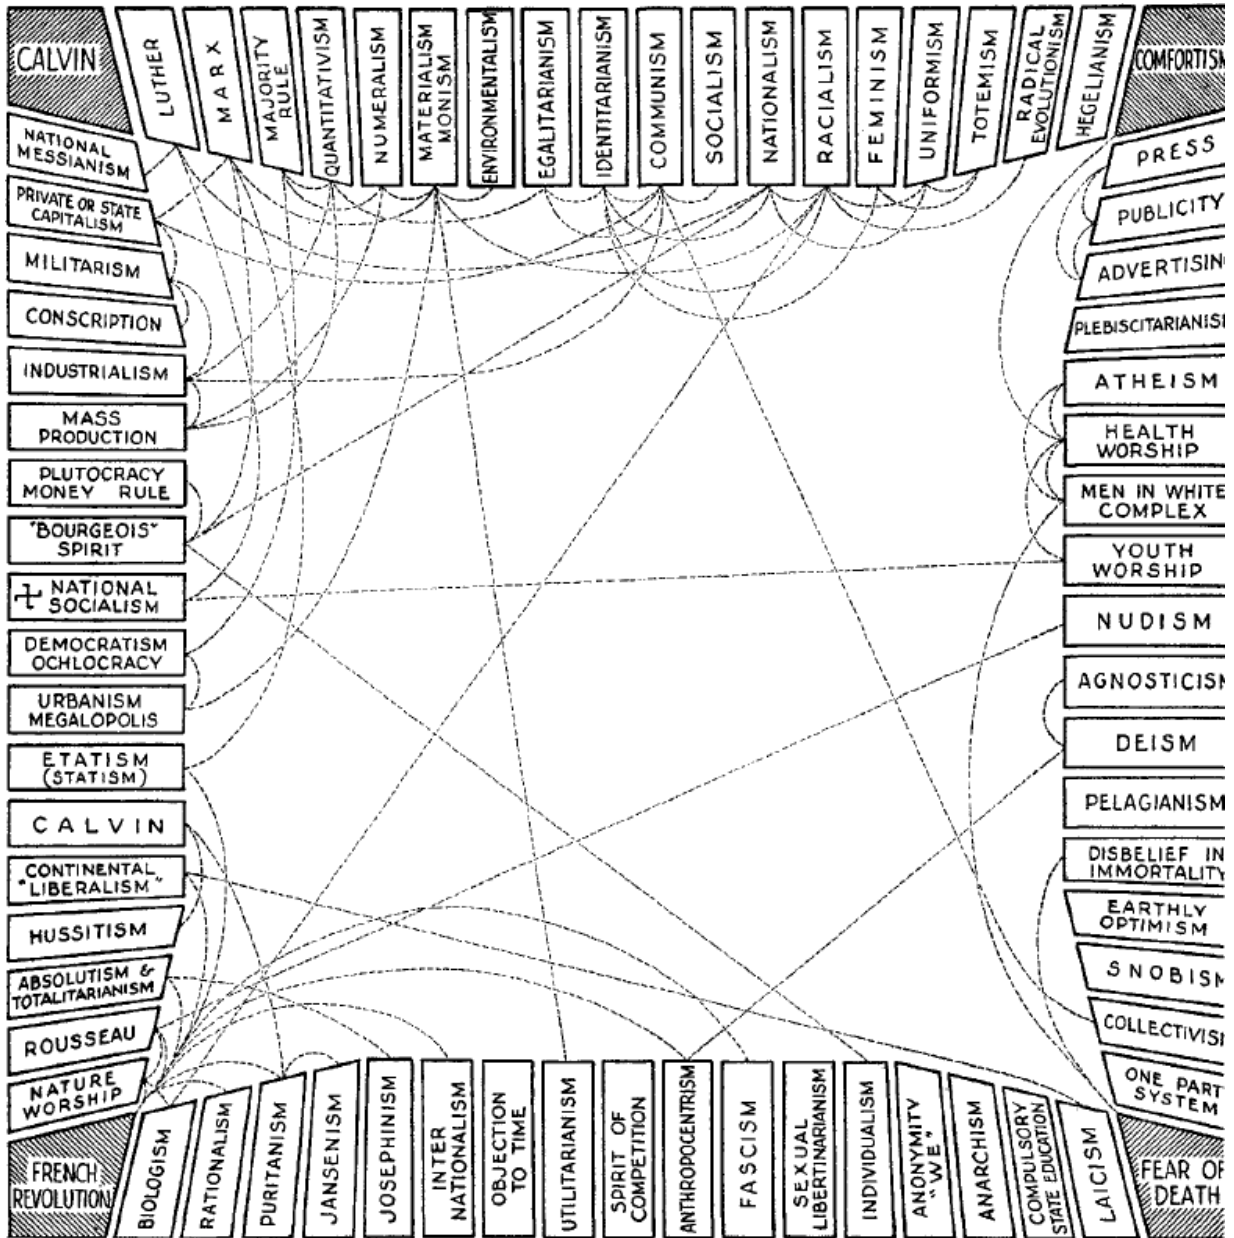 CALVIN
LUTHER
MARX
MAJORITY
RULE
QUANTITATIVISM
NUMERALISM
MATERIALISM
MONISM
ENVIRONMENTALISM
EGALITARIANISM
IDENTITARIANISM
COMMUNISM
SOCIALISM
NATIONALISM
RACIALISM
FEMINISM
UNIFORMISM
TOTEMISM
RADICAL
EVOLUTIONISM
HEGELIANISM
COMFORTISM
NATIONAL
MESSIANISM
PRIVATE OR STATE
CAPITALISM
MILITARISM
CONSCRIPTION
INDUSTRIALISM
MASS
PRODUCTION
PLUTOCRACY
MONEY RULE
"BOURGEOIS"
SPIRIT
NATIONAL
SOCIALISM
DEMOCRATISM
OCHLOCRACY
URBANISM
MEGALOPOLIS
ETATISM
(STATISM)
CALVIN
CONTINENTAL
"LIBERALISM"
HUSSITISM
ABSOLUTISM &
TOTALITARIANISM
ROUSSEAU
NATURE
WORSHIP
PRESS
PUBLICITY
ADVERTISING
PLEBISCITARIANISM
ATHEISM
HEALTH
WORSHIP
MEN IN WHITE
COMPLEX
YOUTH
WORSHIP
NUDISM
AGNOSTICISM
DEISM
PELAGIANISM
DISBELIEF IN
IMMORTALITY
EARTHLY
OPTIMISM
SNOBISM
COLLECTIVISM
ONE PARTY
SYSTEM
FRENCH
REVOLUTION
BIOLOGISM
RATIONALISM
PURITANISM
JANSENISM
JOSEPHINISM
INTER
NATIONALISM
OBJECTION
TO TIME
UTILITARIANISM
SPIRIT OF
COMPETITION
ANTHROPOCENTRISM
FASCISM
SEXUAL
LIBERTINARIANISM
INDIVIDUALISM
ANONYMITY
"WE"
ANARCHISM
COMPULSORY
STATE EDUCATION
LAICISM
FEAR OF
DEATH